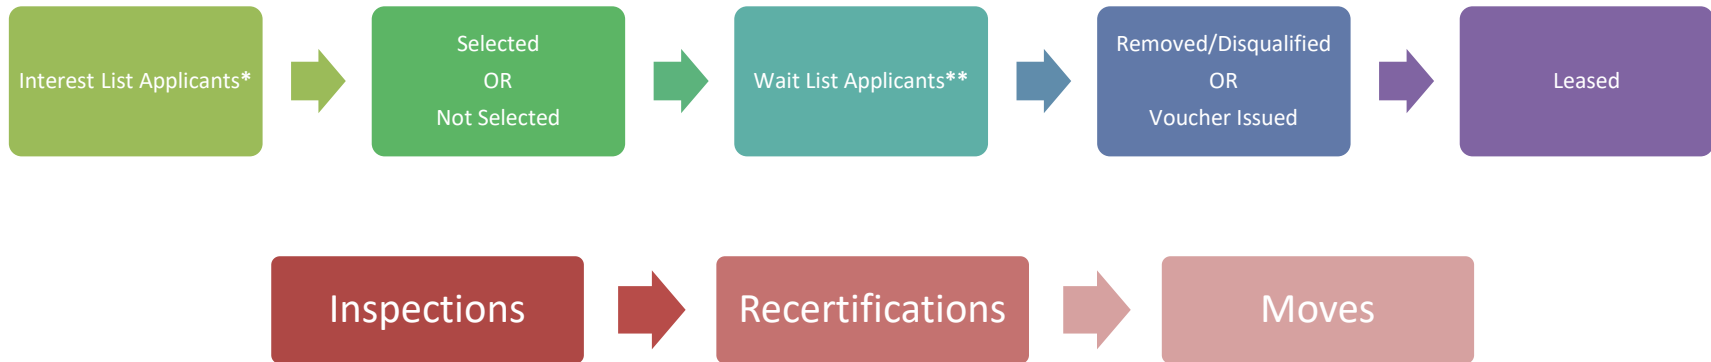 Interest List Applicants*
Selected
OR
Not Selected
Wait List Applicants**
Removed/Disqualified
OR
Voucher Issued
Leased
Inspections
Recertifications
Moves